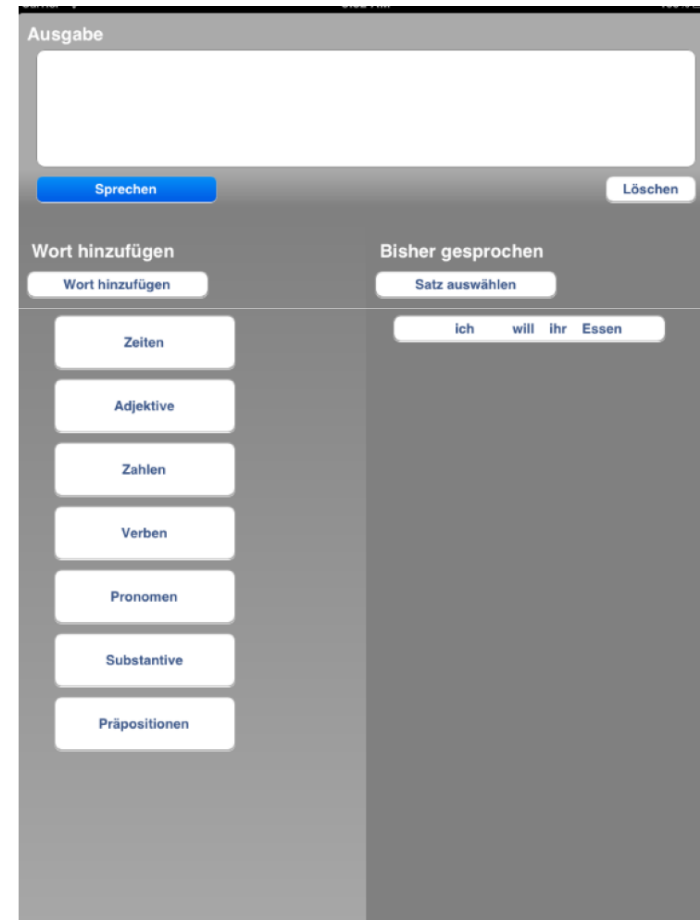 Ausgabe
Sprechen
Löschen
Wort hinzufügen
Wort hinzufügen
Zeiten
Adjektive
Zahlen
Verben
Pronomen
Substantive
Präpositionen
Bisher gesprochen
Satz auswählen
ich will ihr Essen